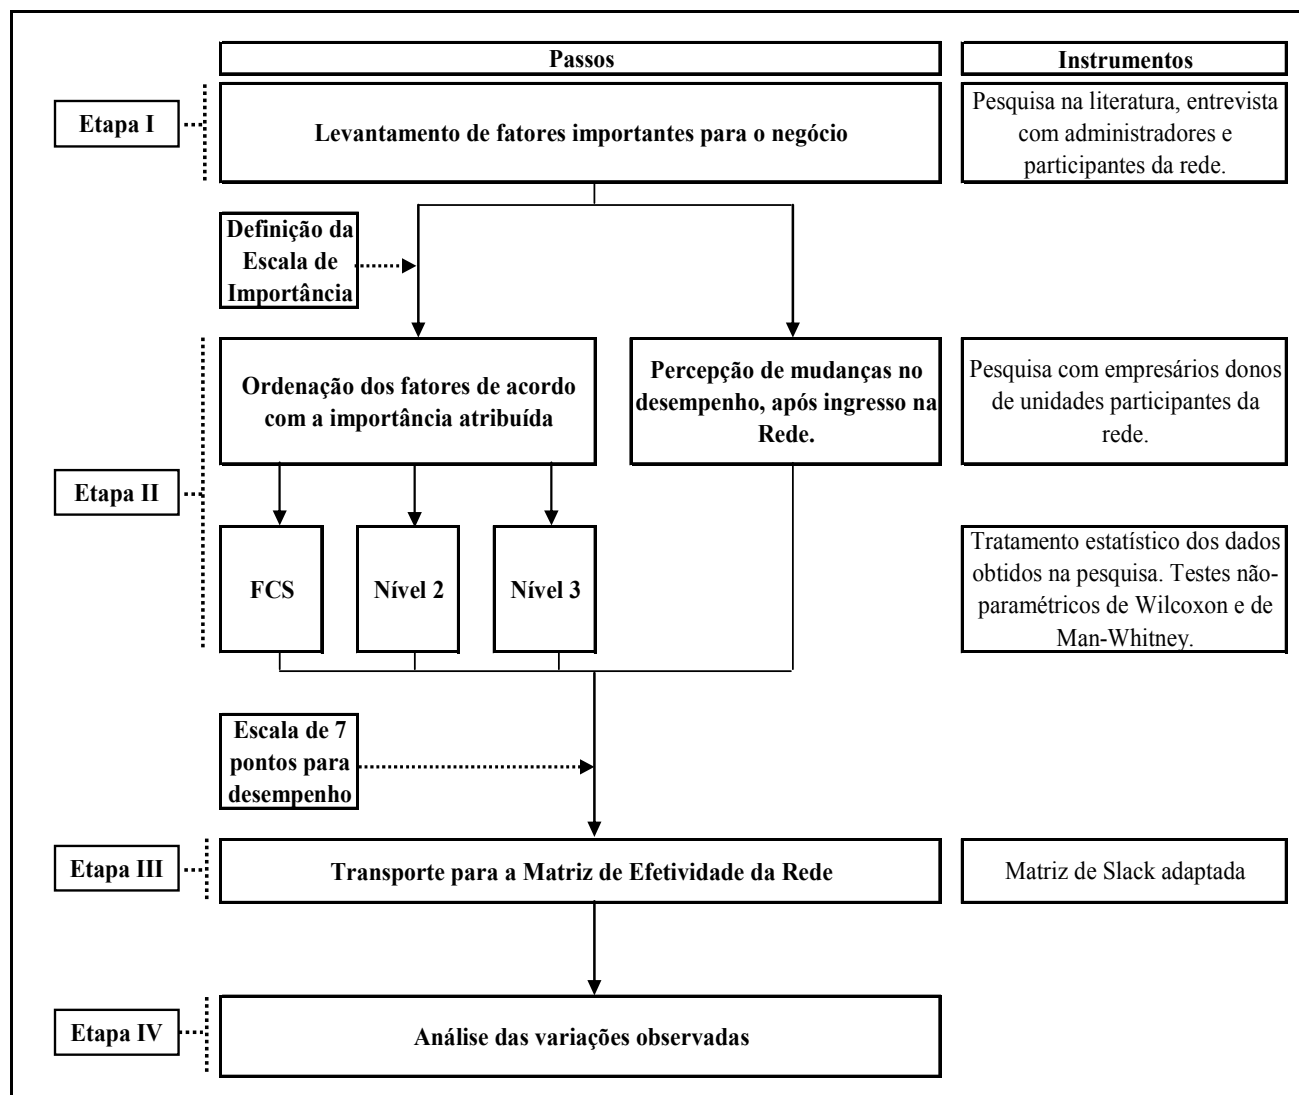 Passos
Instrumentos
Etapa I
Levantamento de fatores importantes para o negócio
Pesquisa na literatura, entrevista
com administradores e
participantes da rede.
Definição da
Escala de
Importância
Etapa II
Ordenação dos fatores de acordo
com a importância atribuída
Percepção de mudanças no
desempenho, após ingresso na
Rede.
Pesquisa com empresários donos
de unidades participantes da
rede.
FCS
Nível 2
Nível 3
Tratamento estatístico dos dados
obtidos na pesquisa. Testes não-
paramétricos de Wilcoxon e de
Man-Whitney.
Escala de 7
pontos para
desempenho
Etapa III
Transporte para a Matriz de Efetividade da Rede
Matriz de Slack adaptada
Etapa IV
Análise das variações observadas